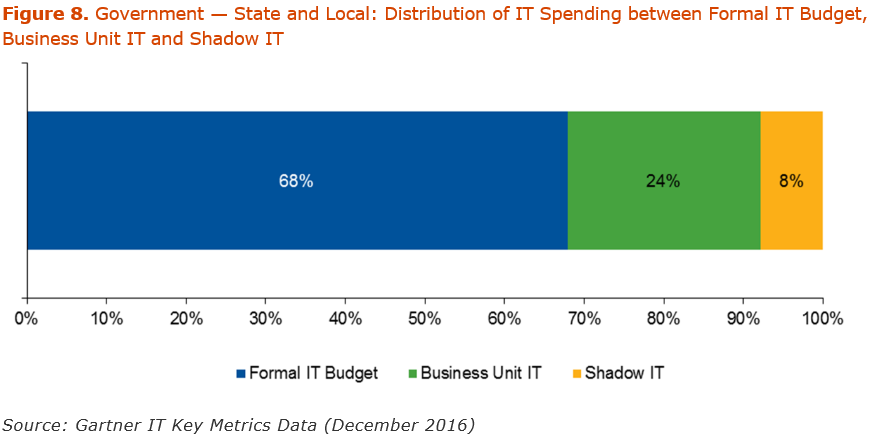 Figure 8. Government — State and Local: Distribution of IT Spending between Formal IT Budget,
Business Unit IT and Shadow IT
68%
24%
8%
0%
10%
20%
30%
40%
50%
60%
70%
80%
90%
100%
Formal IT Budget
Business Unit IT
Shadow IT
Source: Gartner IT Key Metrics Data (December 2016)